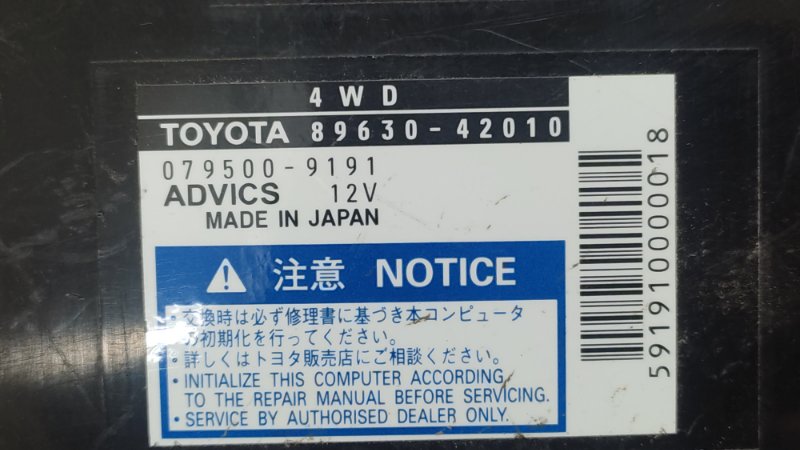 4WD
TOYOTA 89630-42010
079500-9191
ADVICS 12V
MADE IN JAPAN
注意 NOTICE
・交換時は必ず修理書に基づき本コンピュータ
の初期化を行ってください。
・詳しくはトヨタ販売店にご相談ください。
・INITIALIZE THIS COMPUTER ACCORDING
TO THE REPAIR MANUAL BEFORE SERVICING.
・SERVICE BY AUTHORISED DEALER ONLY.
591910000018